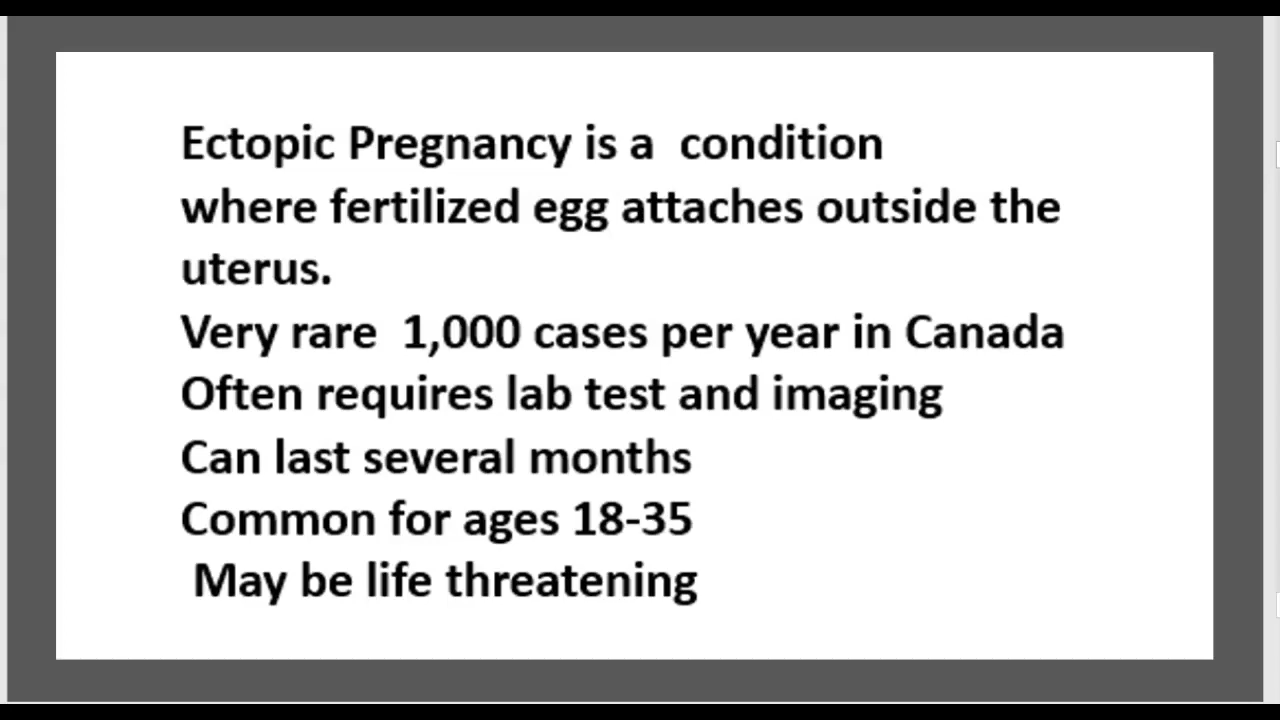 Ectopic Pregnancy is a condition
where fertilized egg attaches outside the
uterus.
Very rare 1,000 cases per year in Canada
Often requires lab test and imaging
Can last several months
Common for ages 18-35
May be life threatening